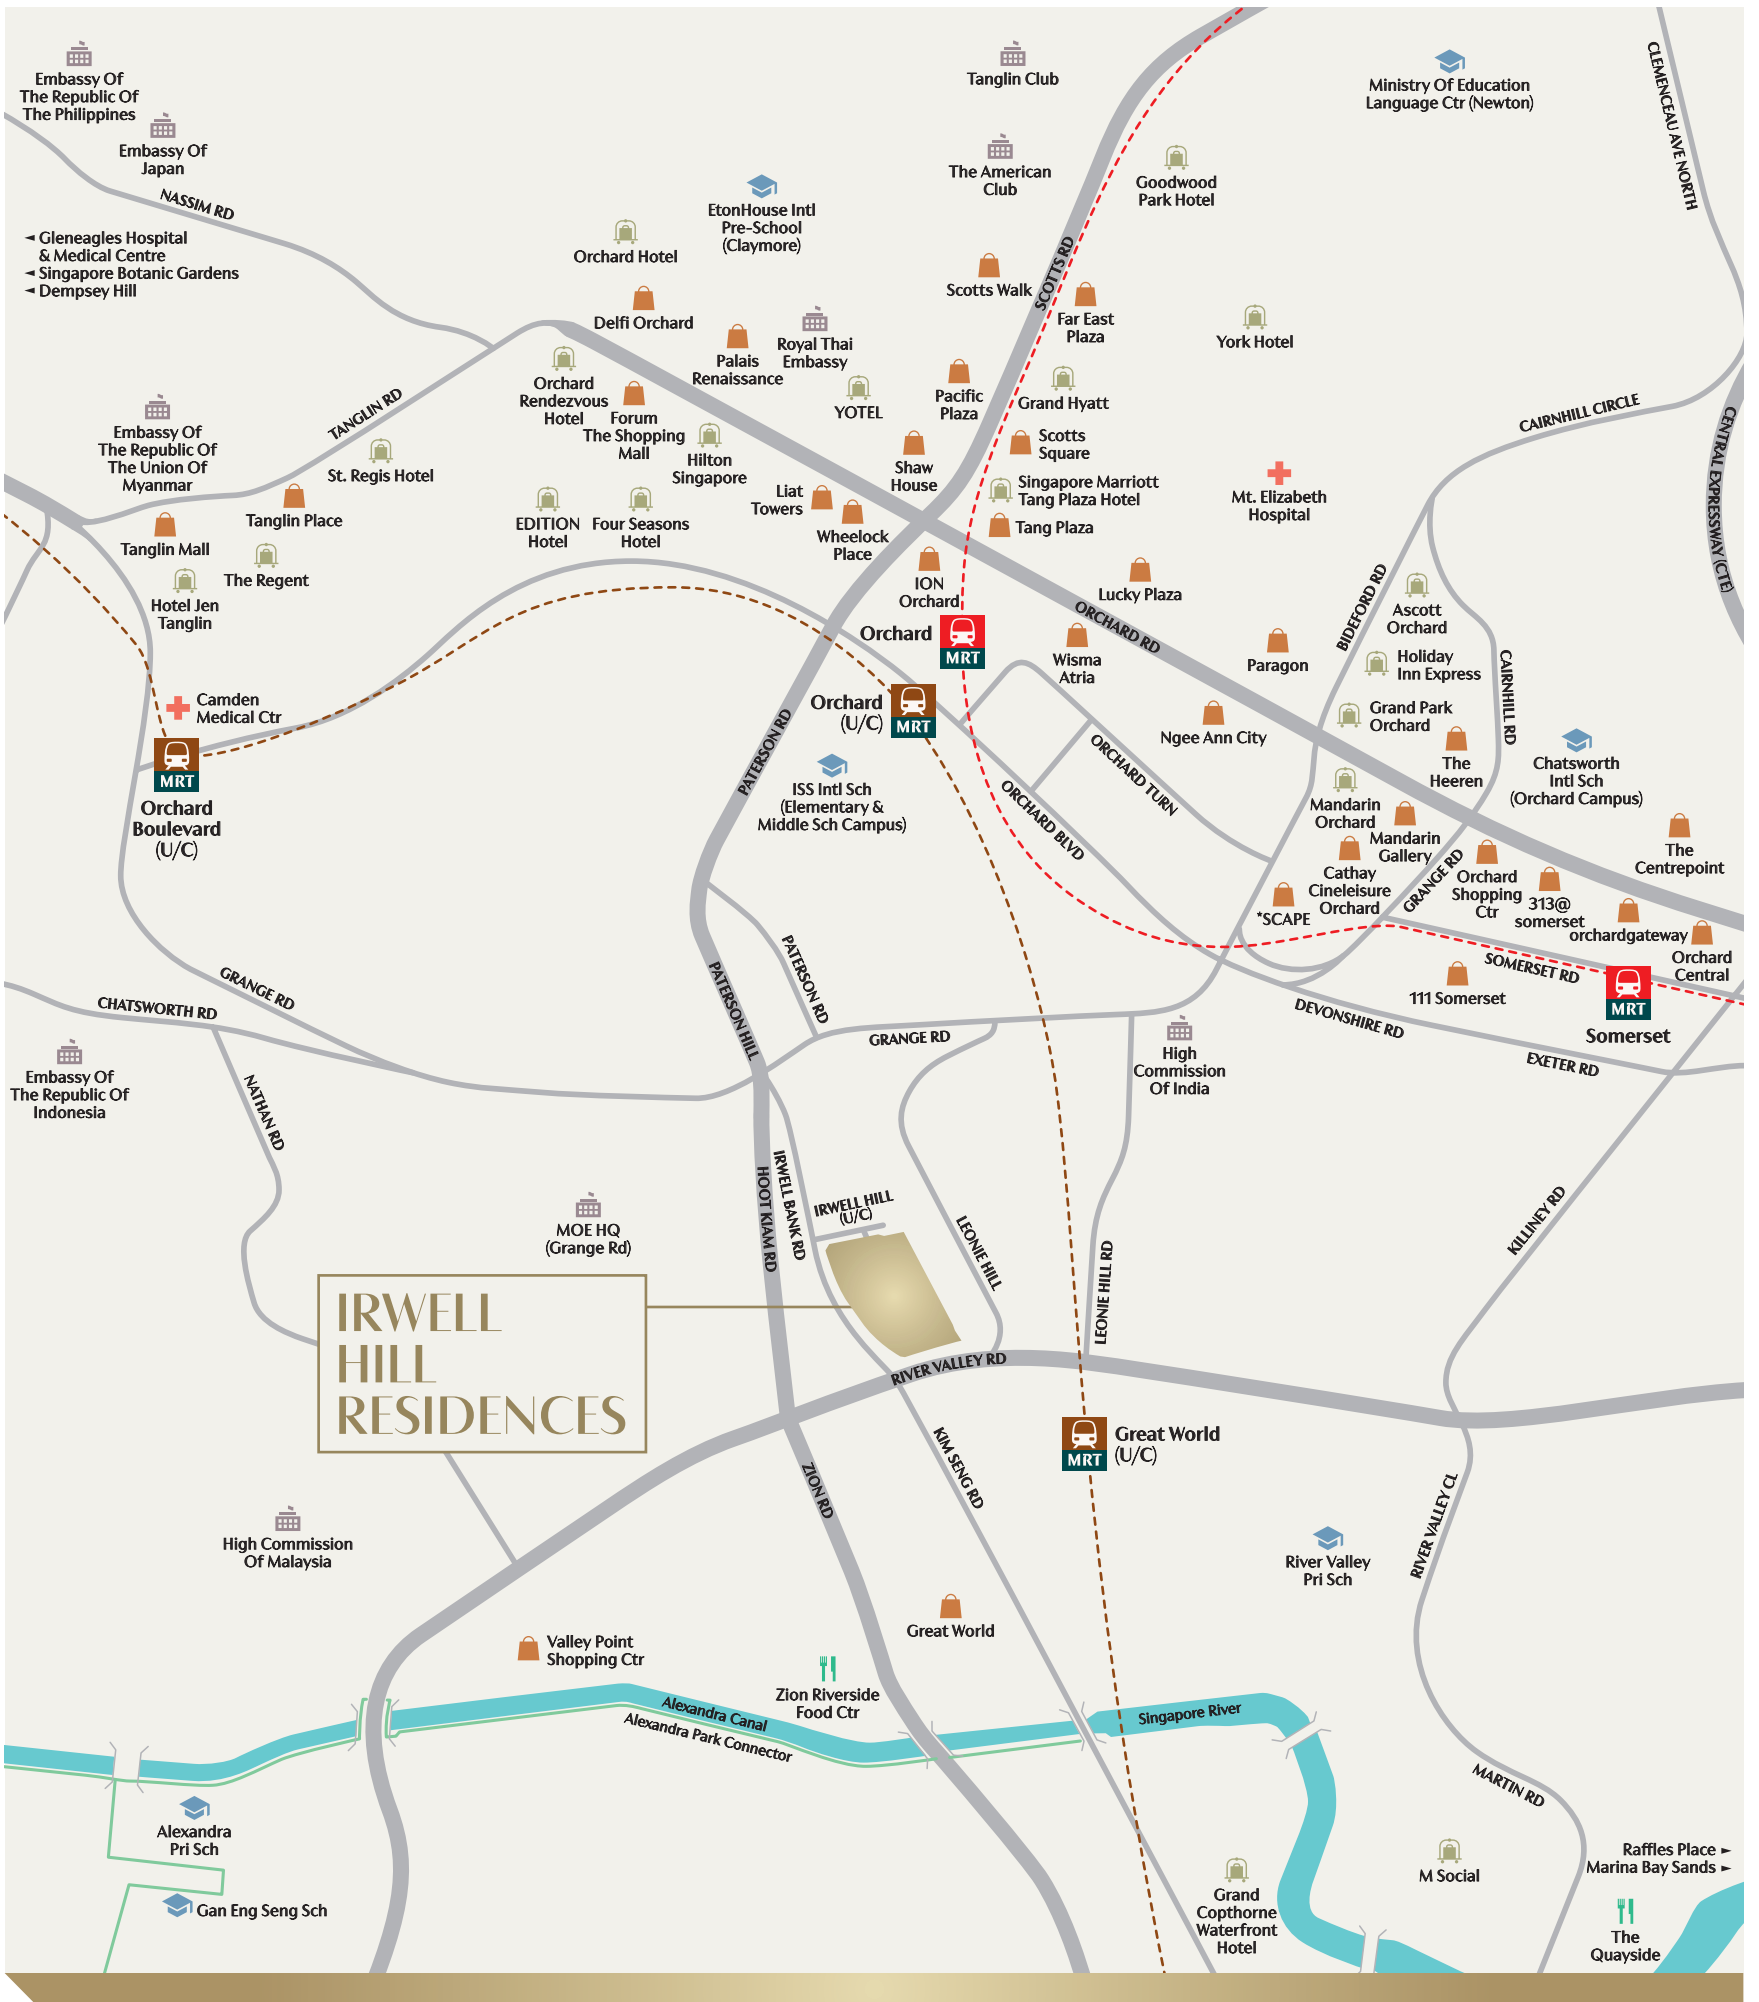 Embassy Of
The Republic Of
The Philippines
Embassy Of
Japan
NASSIM RD
Gleneagles Hospital
& Medical Centre
Singapore Botanic Gardens
Dempsey Hill
Tanglin Club
The American
Club
Ministry Of Education
Language Ctr (Newton)
CLEMENCEAU AVE NORTH
Goodwood
Park Hotel
EtonHouse Intl
Pre-School
(Claymore)
Orchard Hotel
Delfi Orchard
Scotts Walk
SCOTTS RD
Far East
Plaza
York Hotel
Palais
Renaissance
Royal Thai
Embassy
Orchard
Rendezvous
Hotel
Forum
The Shopping
Mall
YOTEL
Pacific
Plaza
Grand Hyatt
CAIRNHILL CIRCLE
CENTRAL EXPRESSWAY (CTE)
TANGLIN RD
Embassy Of
The Republic Of
The Union Of
Myanmar
St. Regis Hotel
Hilton
Singapore
Shaw
House
Scotts
Square
Singapore Marriott
Tang Plaza Hotel
Tang Plaza
Mt. Elizabeth
Hospital
Tanglin Mall
Tanglin Place
The Regent
Hotel Jen
Tanglin
EDITION
Hotel
Four Seasons
Hotel
Liat
Towers
Wheelock
Place
ION
Orchard
Lucky Plaza
ORCHARD RD
BIDEFORD RD
Ascott
Orchard
Orchard
MRT
Wisma
Atria
Paragon
Holiday
Inn Express
CAIRNHILL RD
Camden
Medical Ctr
MRT
Orchard
Boulevard
(U/C)
Orchard
(U/C)
MRT
PATERSON RD
Ngee Ann City
Grand Park
Orchard
The
Heeren
Chatsworth
Intl Sch
(Orchard Campus)
ISS Intl Sch
(Elementary &
Middle Sch Campus)
ORCHARD TURN
ORCHARD BLVD
Mandarin
Orchard
Mandarin
Gallery
Cathay
Cineleisure
Orchard
*SCAPE
GRANGE RD
Orchard
Shopping
Ctr
313@
somerset
orchardgateway
The
Centrepoint
Orchard
Central
GRANGE RD
CHATSWORTH RD
PATERSON RD
PATERSON HILL
GRANGE RD
SOMERSET RD
111 Somerset
MRT
Somerset
DEVONSHIRE RD
EXETER RD
Embassy Of
The Republic Of
Indonesia
NATHAN RD
High
Commission
Of India
MOE HQ
(Grange Rd)
HOOT KIAM RD
IRWELL BANK RD
IRWELL HILL
(U/C)
LEONIE HILL
LEONIE HILL RD
KILLINEY RD
IRWELL
HILL
RESIDENCES
RIVER VALLEY RD
KIM SENG RD
MRT
Great World
(U/C)
ZION RD
RIVER VALLEY CL
High Commission
Of Malaysia
River Valley
Pri Sch
Great World
Valley Point
Shopping Ctr
Zion Riverside
Food Ctr
Alexandra Canal
Alexandra Park Connector
Singapore River
MARTIN RD
Alexandra
Pri Sch
Gan Eng Seng Sch
Grand
Copthorne
Waterfront
Hotel
M Social
Raffles Place
Marina Bay Sands
The
Quayside